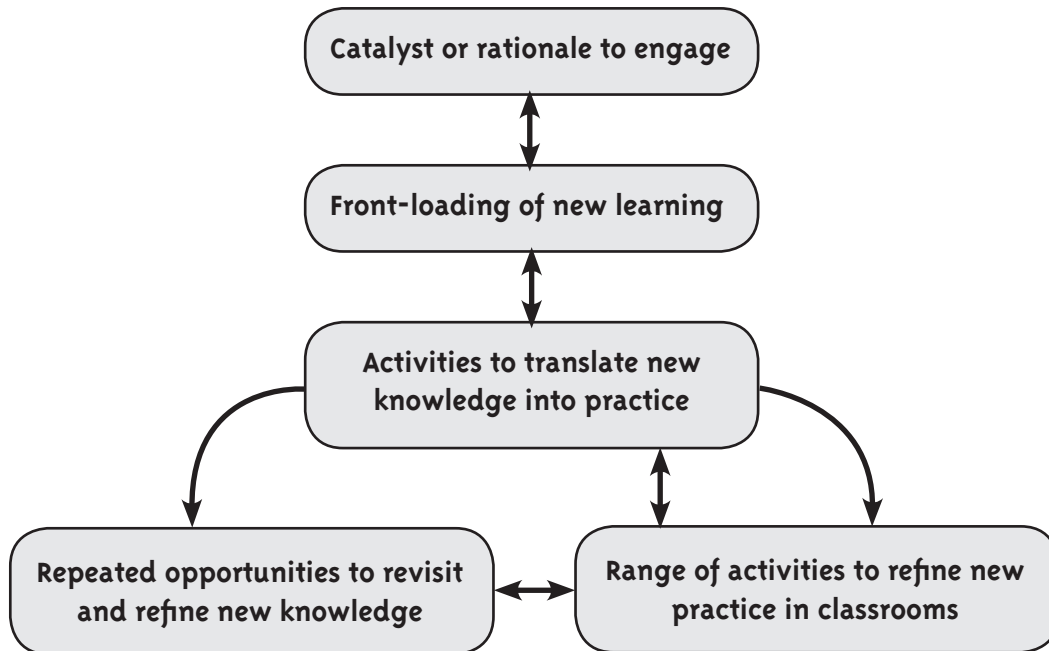 Catalyst or rationale to engage
Front-loading of new learning
Activities to translate new
knowledge into practice
Repeated opportunities to revisit
and refine new knowledge
Range of activities to refine new
practice in classrooms